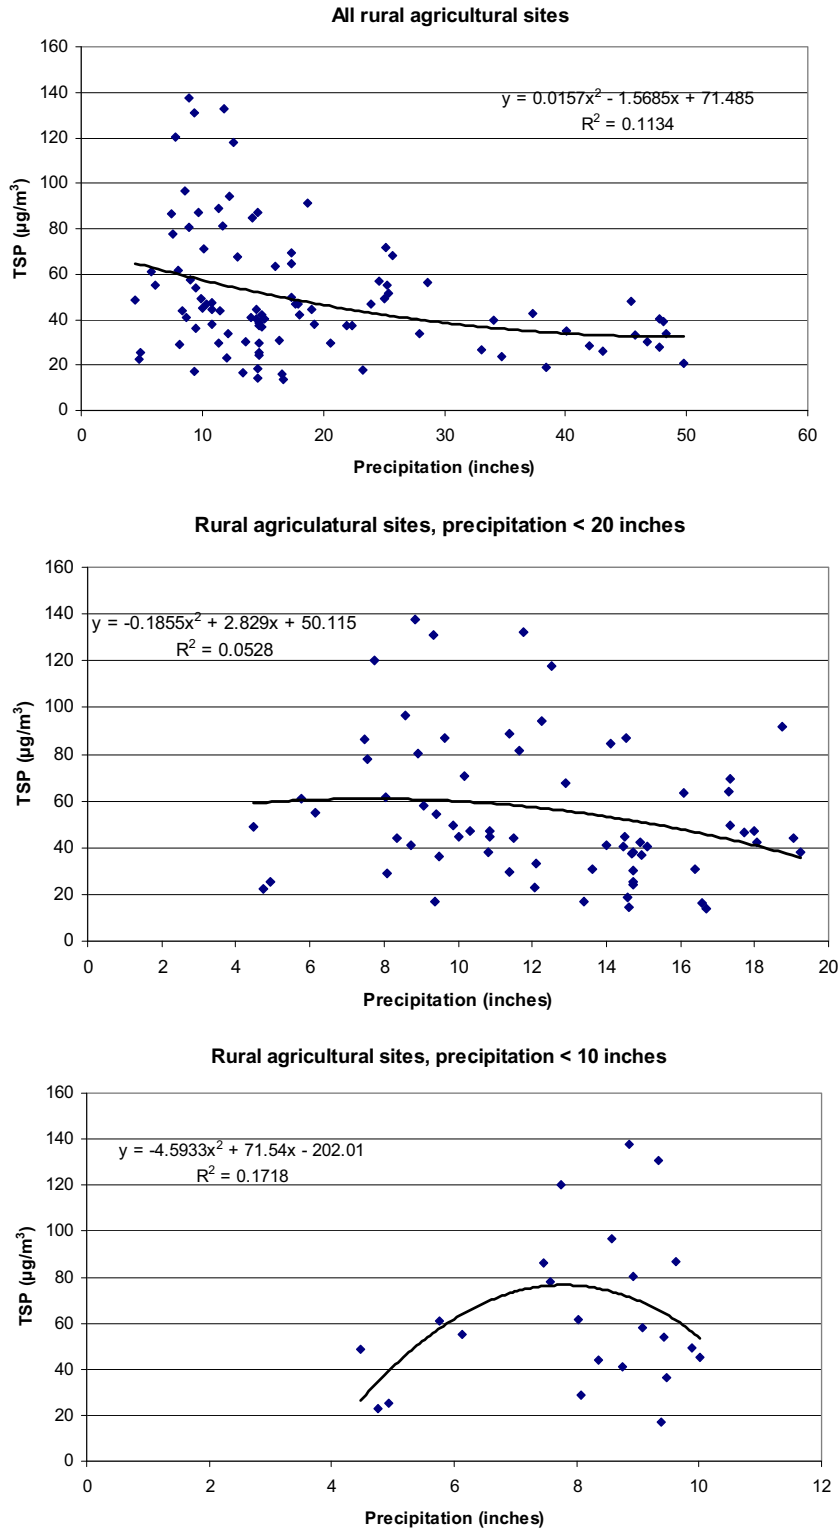 All rural agricultural sites
160
140
120
100
80
60
40
20
0
TSP (µg/m³)
y = 0.0157x² - 1.5685x + 71.485
R² = 0.1134
0 10 20 30 40 50 60
Precipitation (inches)
Rural agriculatural sites, precipitation < 20 inches
160
140
120
100
80
60
40
20
0
TSP (µg/m³)
y = -0.1855x² + 2.829x + 50.115
R² = 0.0528
0 2 4 6 8 10 12 14 16 18 20
Precipitation (inches)
Rural agricultural sites, precipitation < 10 inches
160
140
120
100
80
60
40
20
0
TSP (µg/m³)
y = -4.5933x² + 71.54x - 202.01
R² = 0.1718
0 2 4 6 8 10 12
Precipitation (inches)